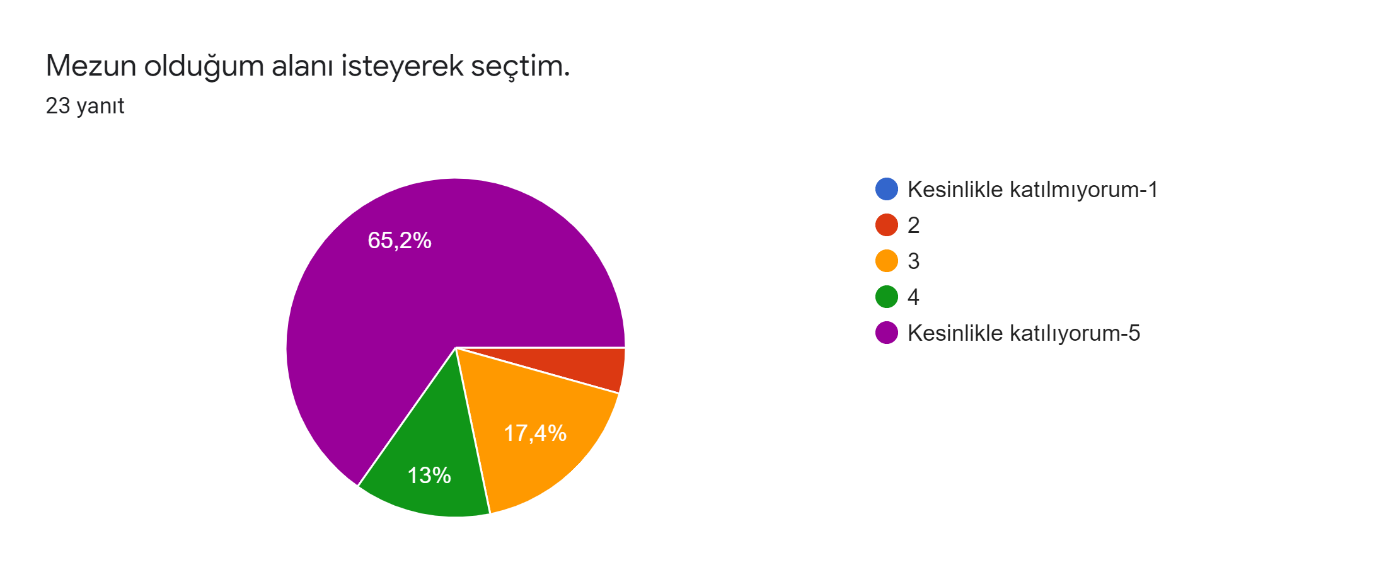 Mezun olduğum alanı isteyerek seçtim.
23 yanıt
65,2%
17,4%
13%
Kesinlikle katılmıyorum-1
2
3
4
Kesinlikle katılıyorum-5